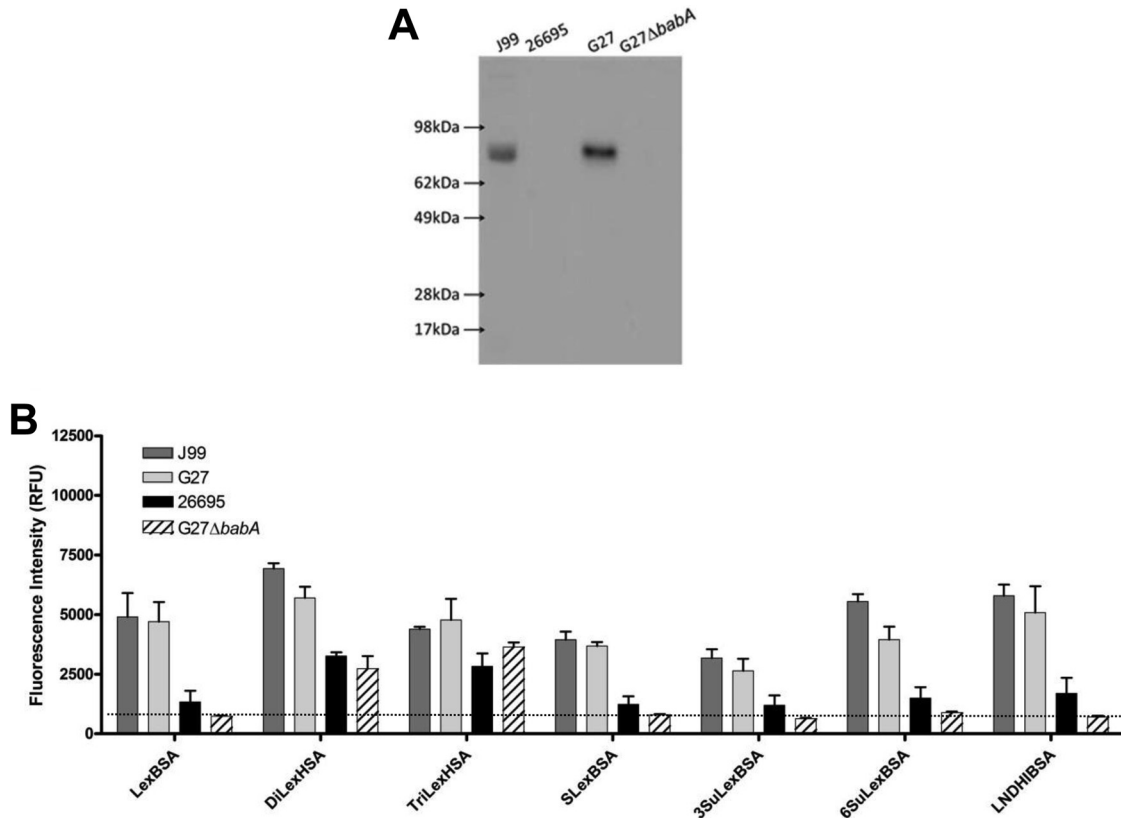 A
J99 26695 G27 G27ΔbabA
98kDa
62kDa
49kDa
28kDa
17kDa
B
Fluorescence Intensity (RFU)
12500
10000
7500
5000
2500
0
J99
G27
26695
G27ΔbabA
LexBSA DiLexHSA TriLexHSA SLexBSA 3SuLexBSA 6SuLexBSA LNDHIBSA